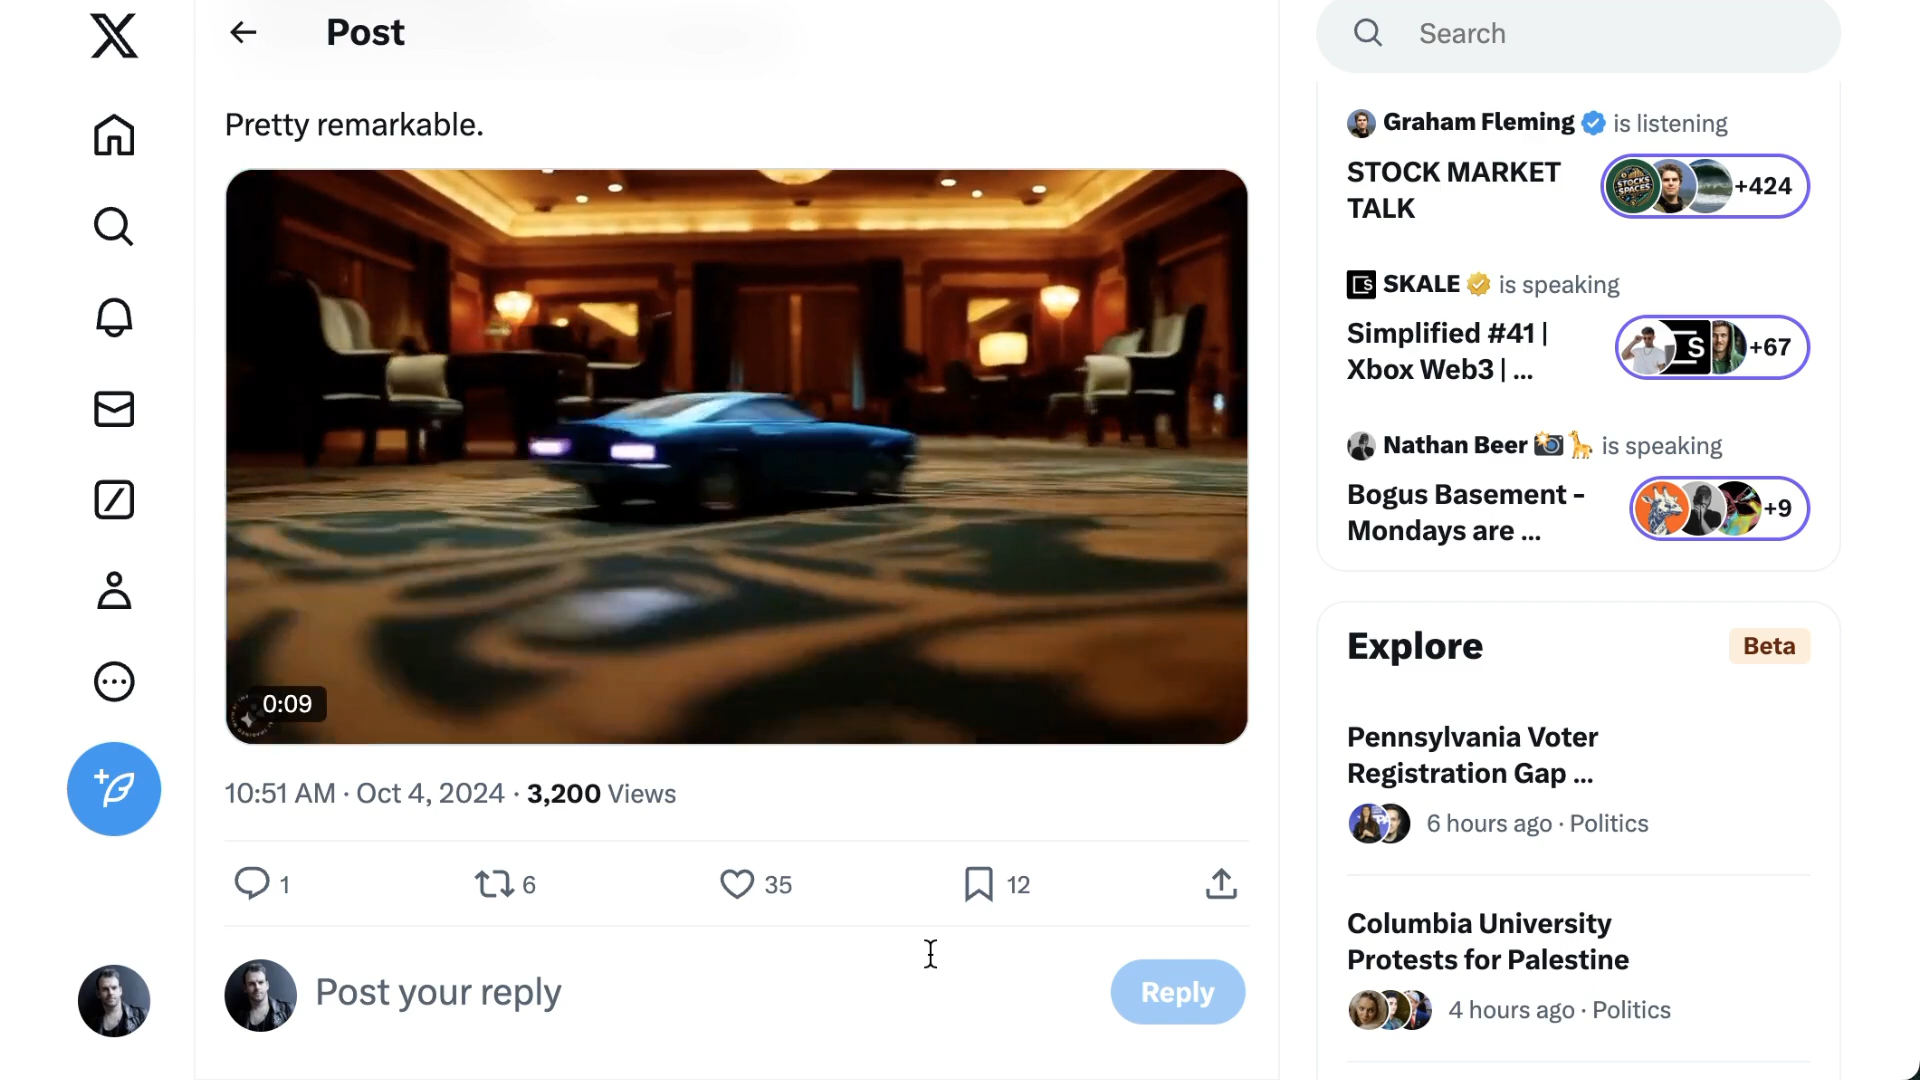 Post
Search
Pretty remarkable.
0:09
10:51 AM · Oct 4, 2024 · 3,200 Views
1
6
35
12
Post your reply
Reply
Graham Fleming is listening
STOCK MARKET
TALK
STOCKS
SPACES
+424
SKALE is speaking
Simplified #41 |
Xbox Web3 | ...
S
+67
Nathan Beer 📸🦒 is speaking
Bogus Basement -
Mondays are ...
+9
Explore
Beta
Pennsylvania Voter
Registration Gap ...
6 hours ago · Politics
Columbia University
Protests for Palestine
4 hours ago · Politics